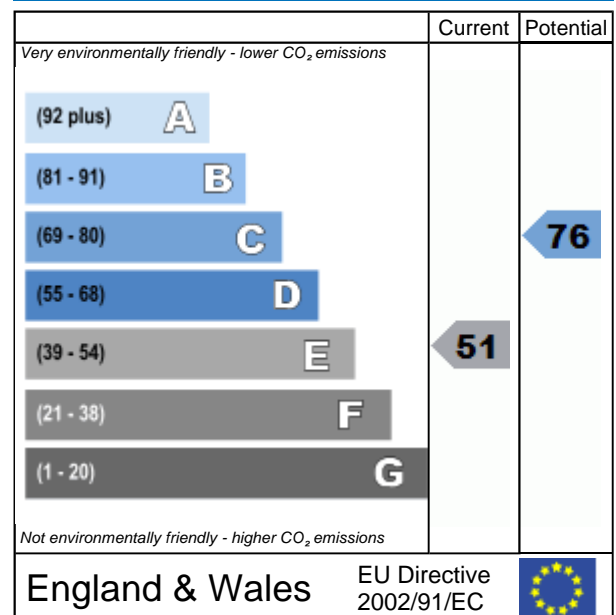 Current Potential
Very environmentally friendly - lower CO₂ emissions
(92 plus) A
(81 - 91) B
(69 - 80) C 76
(55 - 68) D
(39 - 54) E 51
(21 - 38) F
(1 - 20) G
Not environmentally friendly - higher CO₂ emissions
England & Wales
EU Directive
2002/91/EC